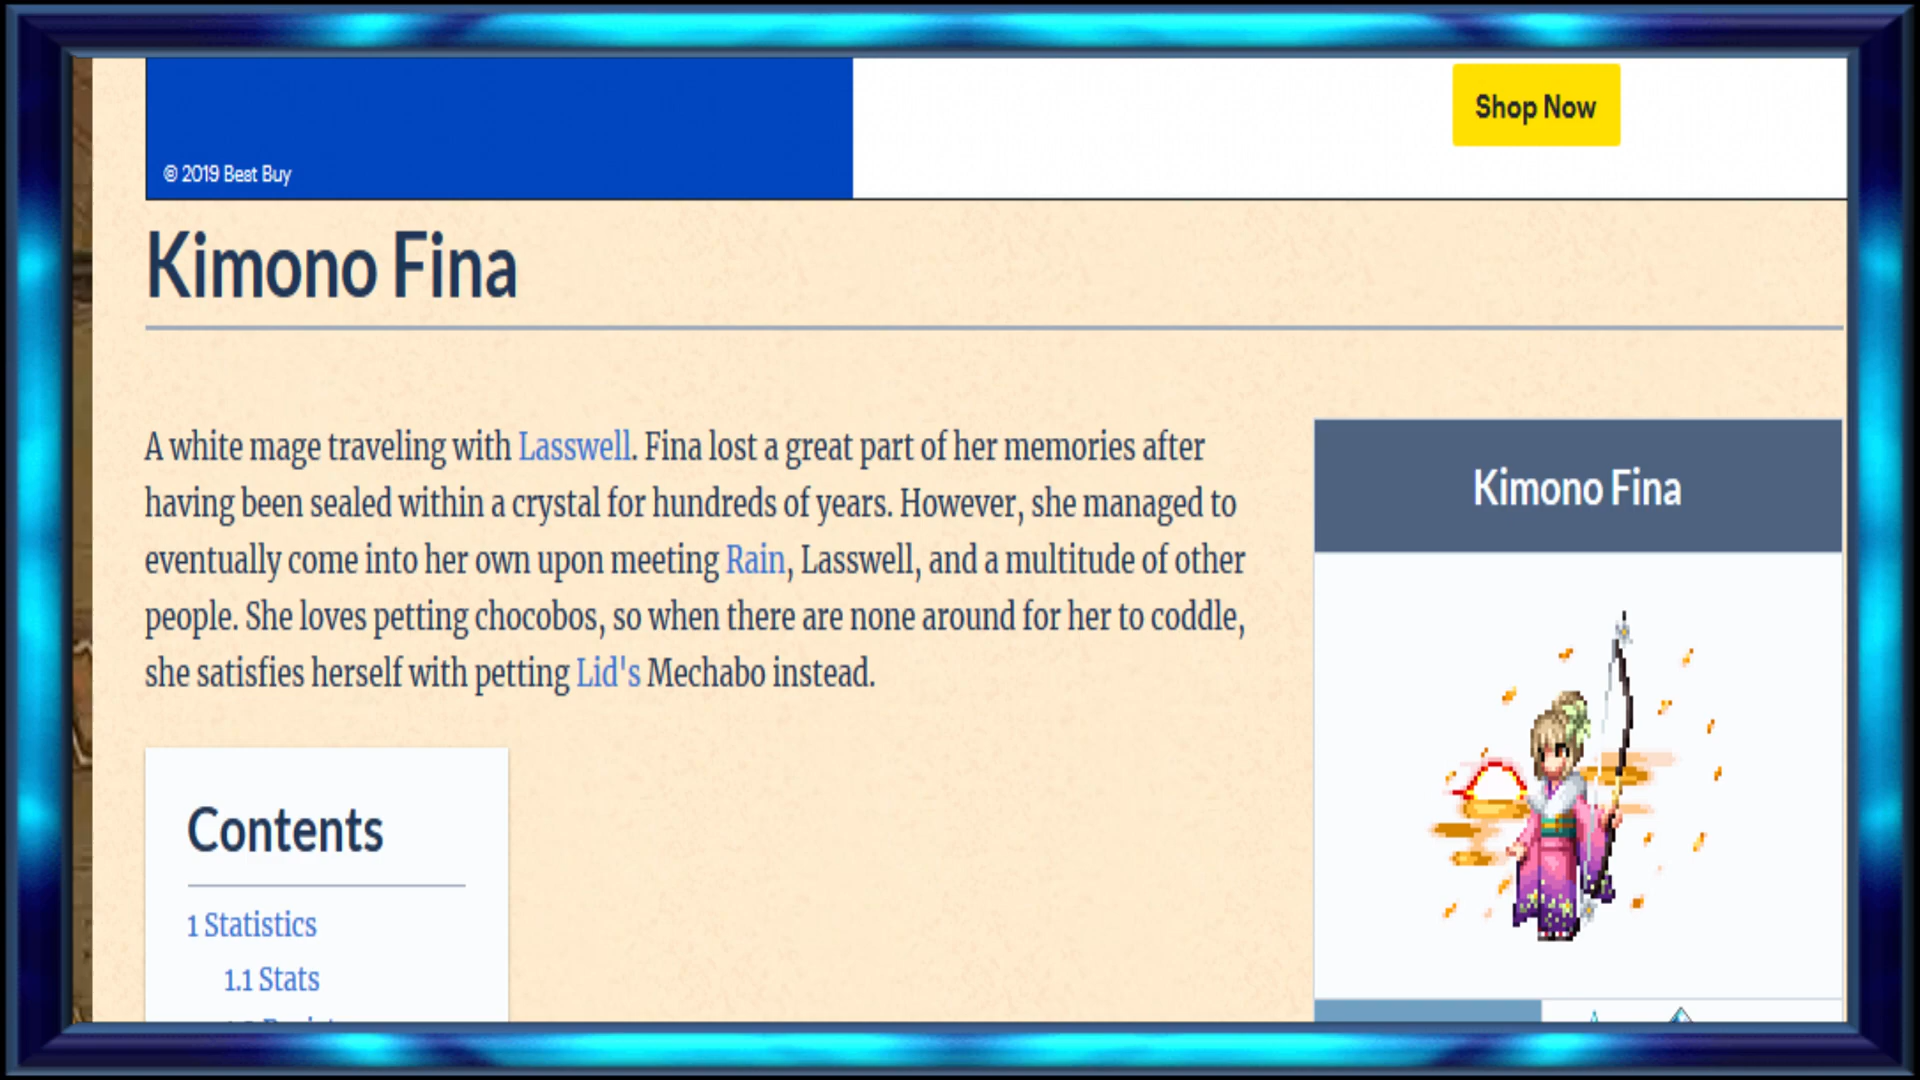 Shop Now
© 2019 Best Buy
Kimono Fina
A white mage traveling with Lasswell. Fina lost a great part of her memories after
having been sealed within a crystal for hundreds of years. However, she managed to
eventually come into her own upon meeting Rain, Lasswell, and a multitude of other
people. She loves petting chocobos, so when there are none around for her to coddle,
she satisfies herself with petting Lid's Mechabo instead.
Kimono Fina
Contents
1 Statistics
1.1 Stats